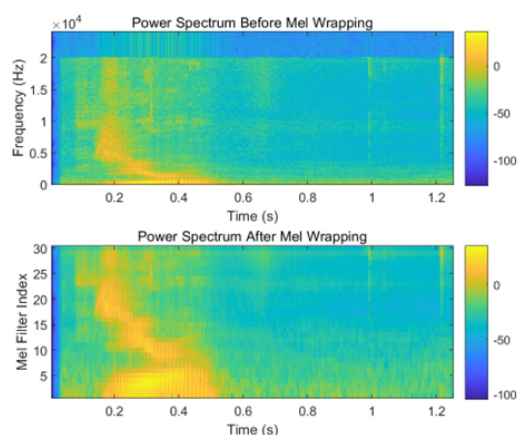 Power Spectrum Before Mel Wrapping
×10⁴
Frequency (Hz)
2
1.5
1
0.5
0
0.2 0.4 0.6 0.8 1 1.2
Time (s)
0
-50
-100
Power Spectrum After Mel Wrapping
Mel Filter Index
30
25
20
15
10
5
0.2 0.4 0.6 0.8 1 1.2
Time (s)
0
-50
-100